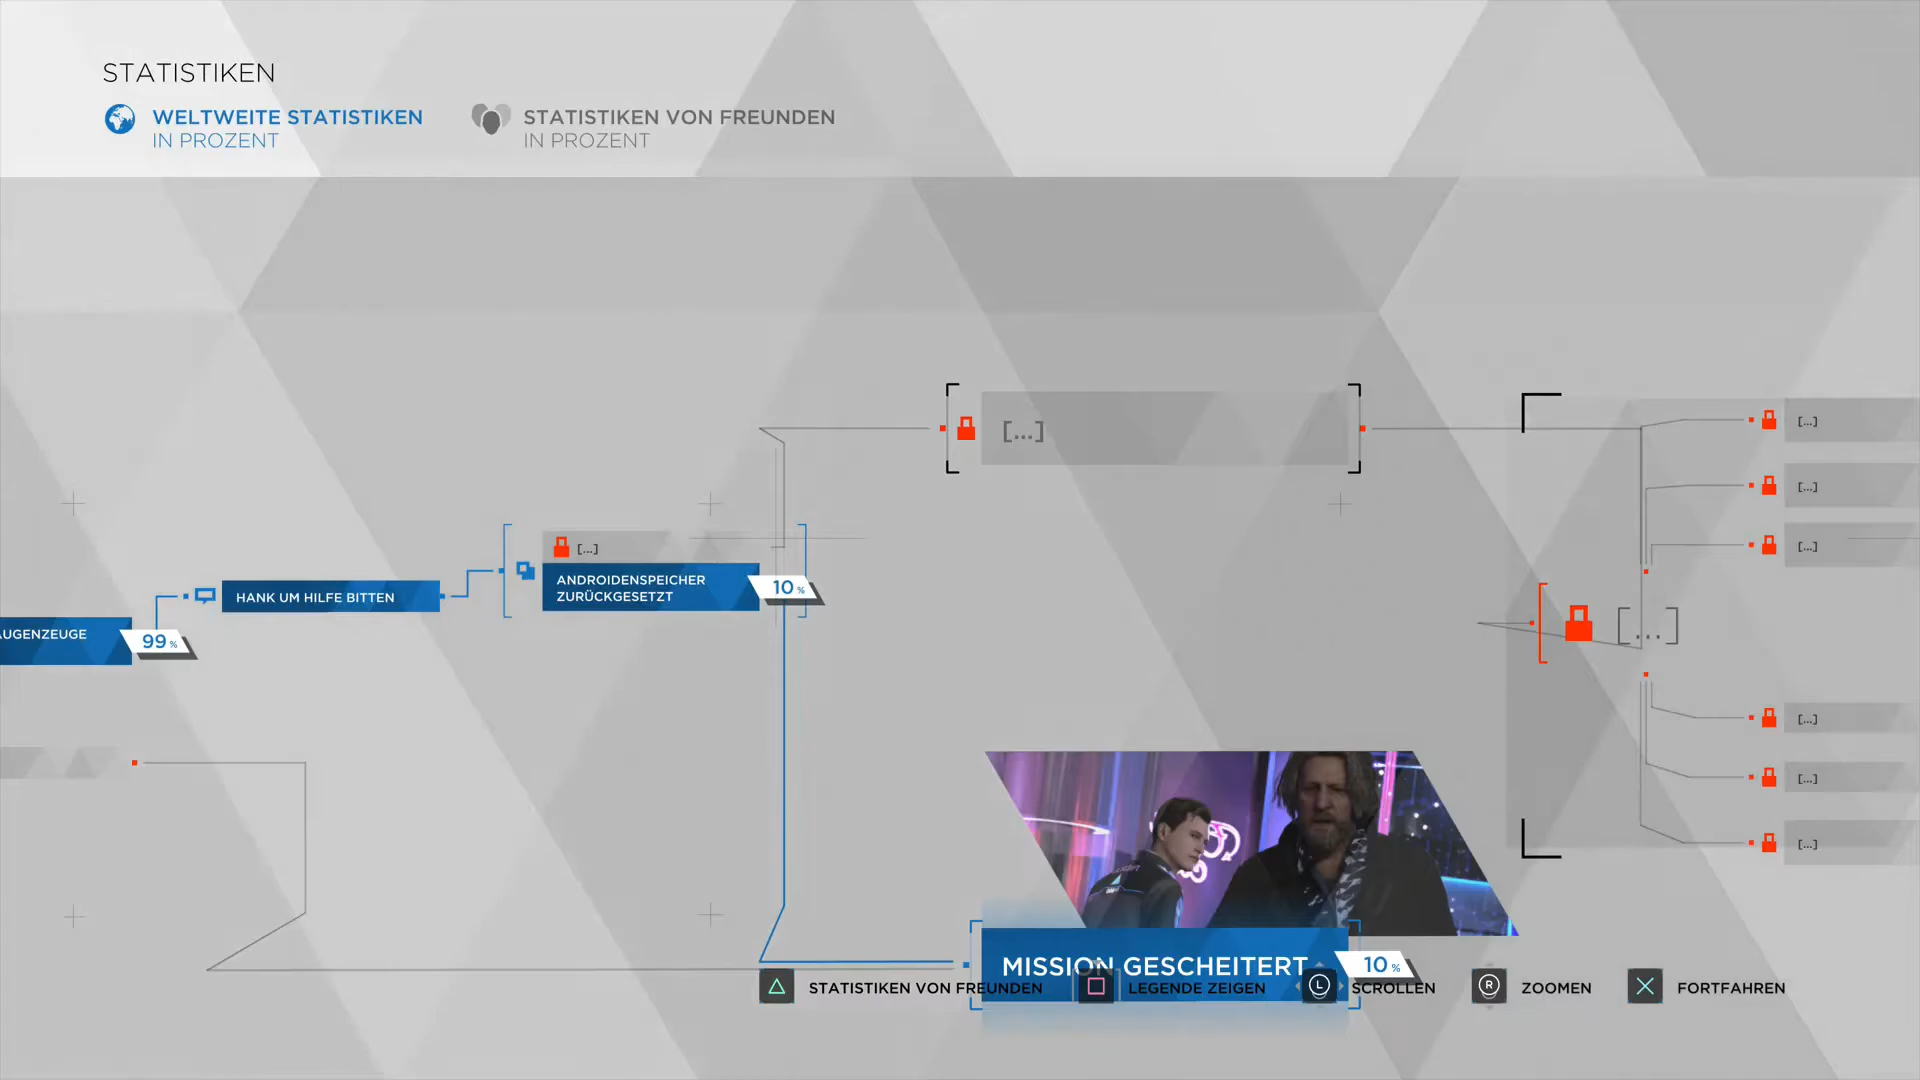 STATISTIKEN
WELTWEITE STATISTIKEN
IN PROZENT
STATISTIKEN VON FREUNDEN
IN PROZENT
[...]
[...]
[...]
[...]
[...]
ANDROIDENSPEICHER
ZURÜCKGESETZT
10 %
HANK UM HILFE BITTEN
AUGENZEUGE
99 %
[...]
[...]
[...]
[...]
MISSION GESCHEITERT
10 %
STATISTIKEN VON FREUNDEN
LEGENDE ZEIGEN
L
SCROLLEN
R
ZOOMEN
FORTFAHREN